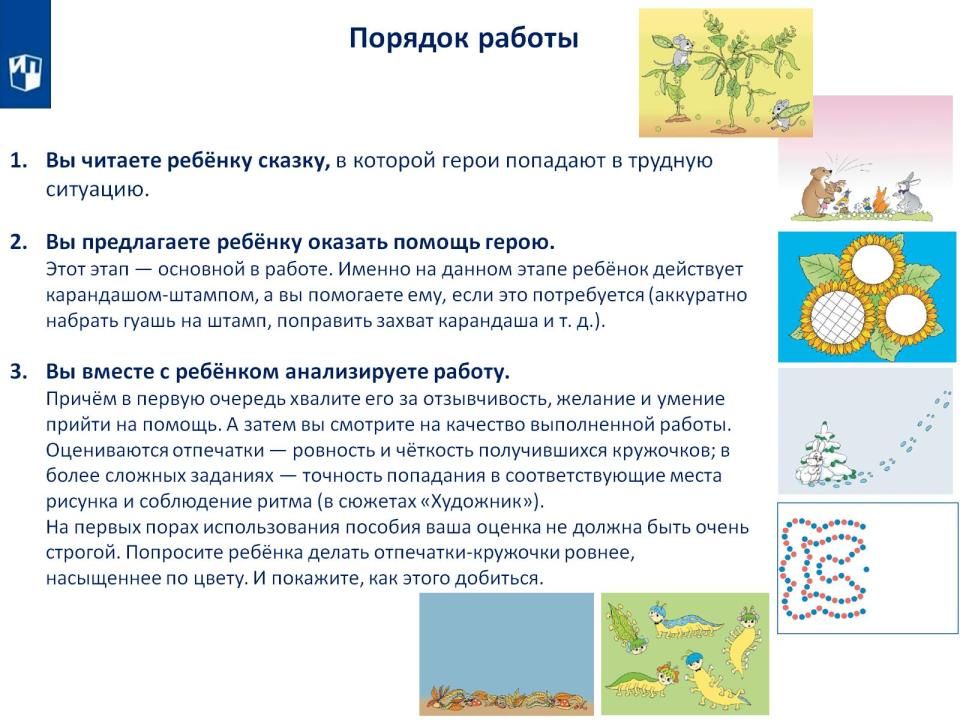 ИП
Порядок работы
1. Вы читаете ребёнку сказку, в которой герои попадают в трудную
ситуацию.
2. Вы предлагаете ребёнку оказать помощь герою.
Этот этап — основной в работе. Именно на данном этапе ребёнок действует
карандашом-штампом, а вы помогаете ему, если это потребуется (аккуратно
набрать гуашь на штамп, поправить захват карандаша и т. д.).
3. Вы вместе с ребёнком анализируете работу.
Причём в первую очередь хвалите его за отзывчивость, желание и умение
прийти на помощь. А затем вы смотрите на качество выполненной работы.
Оцениваются отпечатки — ровность и чёткость получившихся кружочков; в
более сложных заданиях — точность попадания в соответствующие места
рисунка и соблюдение ритма (в сюжетах «Художник»).
На первых порах использования пособия ваша оценка не должна быть очень
строгой. Попросите ребёнка делать отпечатки-кружочки ровнее,
насыщеннее по цвету. И покажите, как этого добиться.